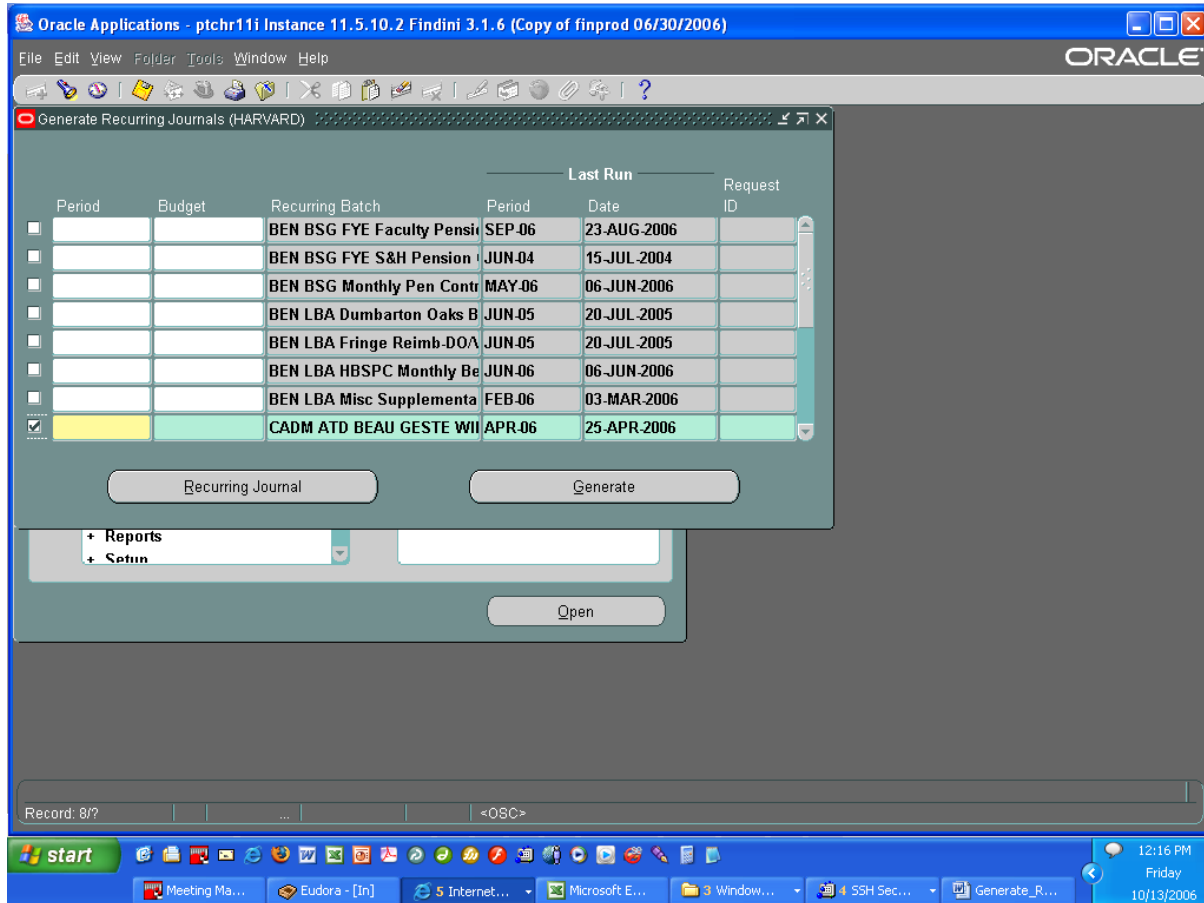 Oracle Applications - ptchr11i Instance 11.5.10.2 Findini 3.1.6 (Copy of finprod 06/30/2006)
File Edit View Folder Tools Window Help
ORACLE
Generate Recurring Journals (HARVARD)
Last Run
Request
Period Budget Recurring Batch Period Date ID
BEN BSG FYE Faculty Pensi SEP-06 23-AUG-2006
BEN BSG FYE S&H Pension JUN-04 15-JUL-2004
BEN BSG Monthly Pen Contr MAY-06 06-JUN-2006
BEN LBA Dumbarton Oaks B JUN-05 20-JUL-2005
BEN LBA Fringe Reimb-DO/ JUN-05 20-JUL-2005
BEN LBA HBSPC Monthly Be JUN-06 06-JUN-2006
BEN LBA Misc Supplementa FEB-06 03-MAR-2006
CADM ATD BEAU GESTE WII APR-06 25-APR-2006
Recurring Journal Generate
+ Reports
+ Setup
Open
Record: 8/? ... <OSC>
start 12:16 PM
Friday
Meeting Ma... Eudora - [In] 5 Internet... Microsoft E... 3 Window... 4 SSH Sec... Generate_R...
10/13/2006